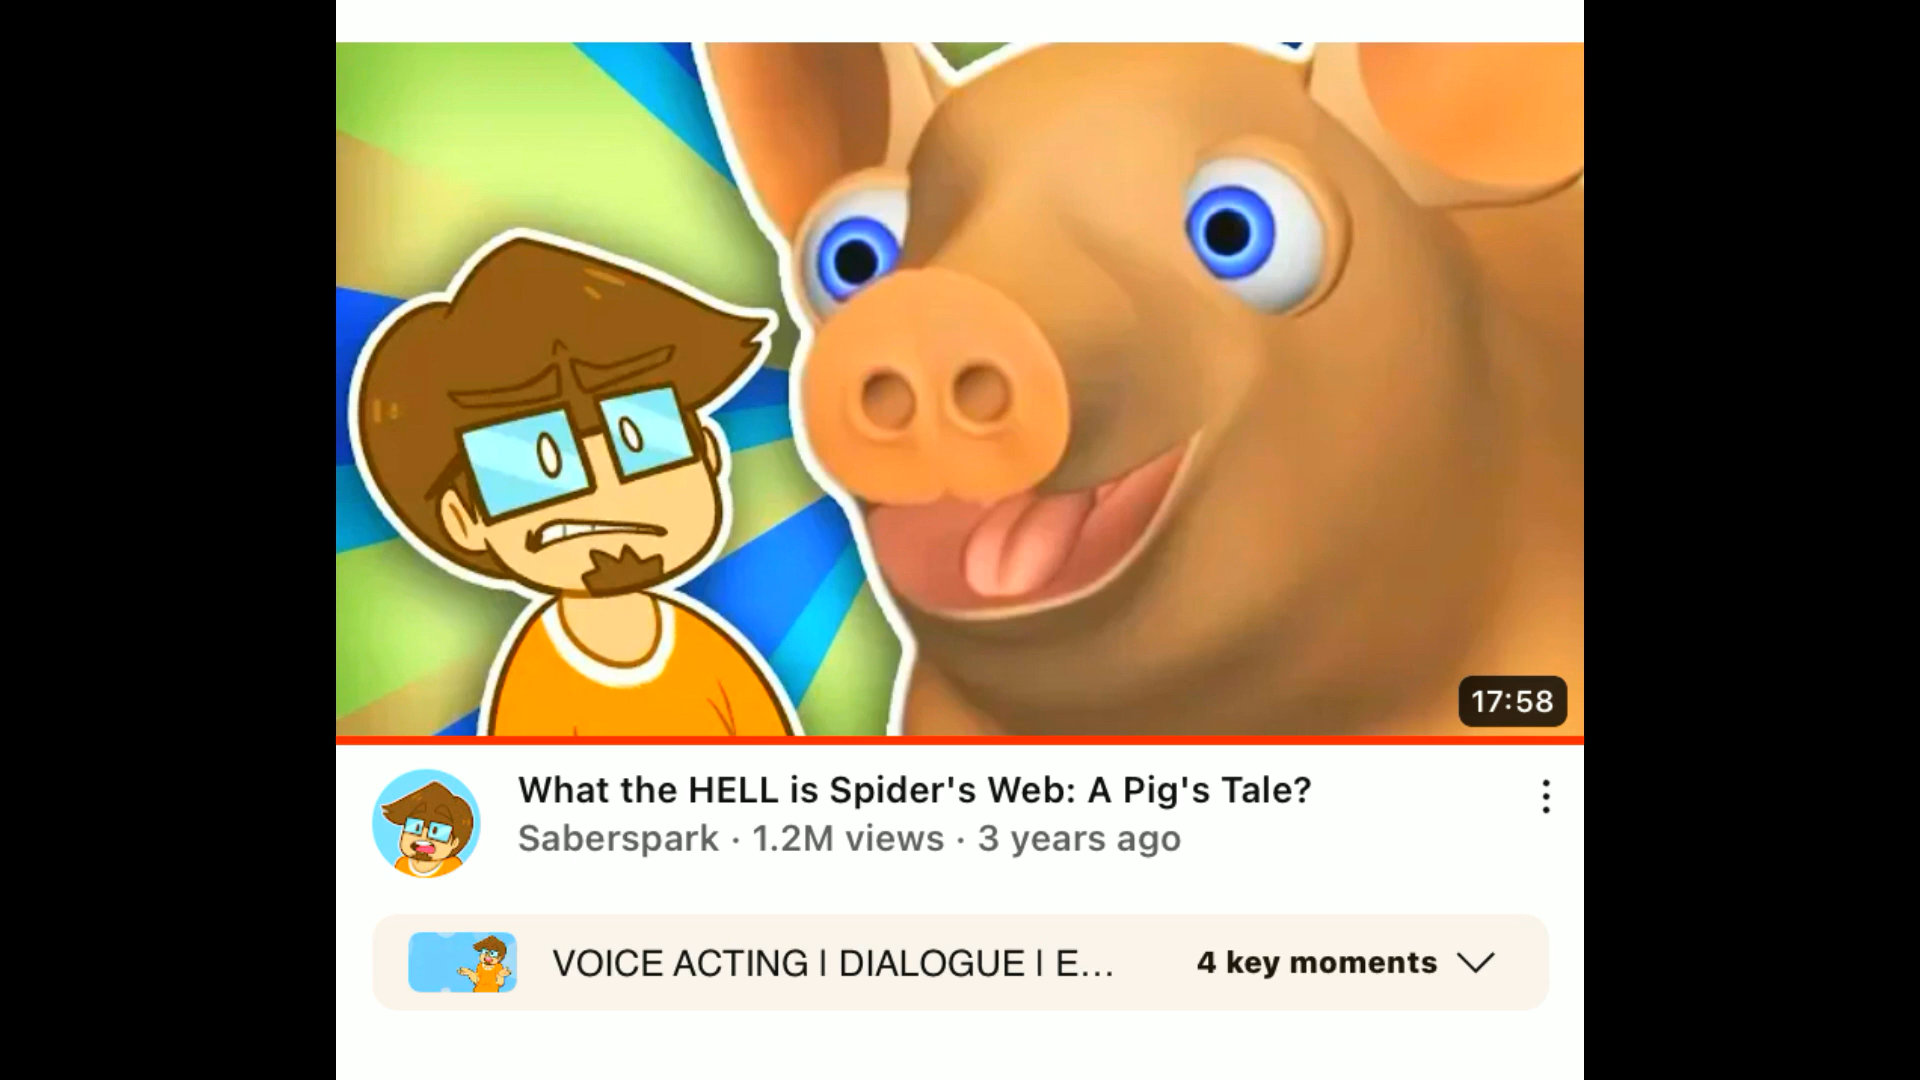 17:58
What the HELL is Spider's Web: A Pig's Tale?
Saberspark · 1.2M views · 3 years ago
VOICE ACTING | DIALOGUE | E... 4 key moments